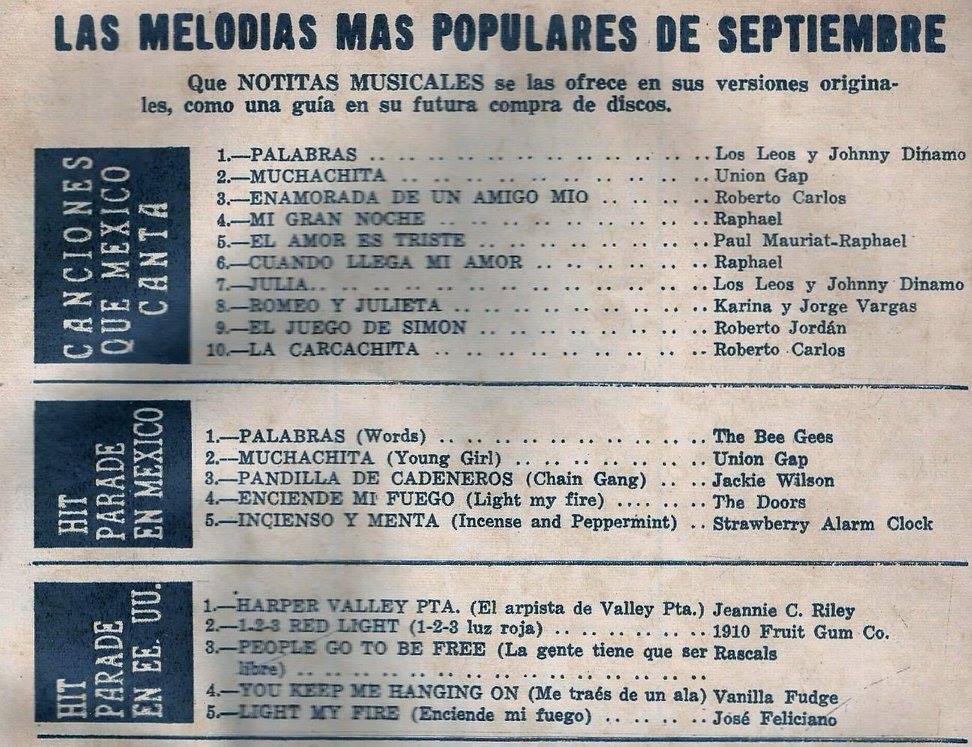 LAS MELODIAS MAS POPULARES DE SEPTIEMBRE
Que NOTITAS MUSICALES se las ofrece en sus versiones origina-
les, como una guía en su futura compra de discos.
CANCIONES
QUE MEXICO
CANTA
1.—PALABRAS .. .. .. .. .. .. .. .. .. .. .. .. Los Leos y Johnny Dinamo
2.—MUCHACHITA .. .. .. .. .. .. .. .. .. .. .. Union Gap
3.—ENAMORADA DE UN AMIGO MIO .. .. .. .. Roberto Carlos
4.—MI GRAN NOCHE .. .. .. .. .. .. .. .. .. .. Raphael
5.—EL AMOR ES TRISTE .. .. .. .. .. .. .. .. Paul Mauriat-Raphael
6.—CUANDO LLEGA MI AMOR .. .. .. .. .. .. Raphael
7.—JULIA.. .. .. .. .. .. .. .. .. .. .. .. .. .. Los Leos y Johnny Dinamo
8.—ROMEO Y JULIETA .. .. .. .. .. .. .. .. .. Karina y Jorge Vargas
9.—EL JUEGO DE SIMON .. .. .. .. .. .. .. .. Roberto Jordán
10.—LA CARCACHITA .. .. .. .. .. .. .. .. .. .. Roberto Carlos
HIT
PARADE
EN MEXICO
1.—PALABRAS (Words) .. .. .. .. .. .. .. .. .. The Bee Gees
2.—MUCHACHITA (Young Girl) .. .. .. .. .. .. Union Gap
3.—PANDILLA DE CADENEROS (Chain Gang) .. .. Jackie Wilson
4.—ENCIENDE MI FUEGO (Light my fire) .... .. .. The Doors
5.—INCIENSO Y MENTA (Incense and Peppermint) .. Strawberry Alarm Clock
HIT
PARADE
EN EE. UU.
1.—HARPER VALLEY PTA. (El arpista de Valley Pta.) Jeannie C. Riley
2.—1-2-3 RED LIGHT (1-2-3 luz roja) .. .. .. .. .. 1910 Fruit Gum Co.
3.—PEOPLE GO TO BE FREE (La gente tiene que ser Rascals
libre) .. .. .. .. .. .. .. .. .. .. .. .. .. .. ..
4.—YOU KEEP ME HANGING ON (Me traés de un ala) Vanilla Fudge
5.—LIGHT MY FIRE (Enciende mi fuego) .. .. .. .. José Feliciano